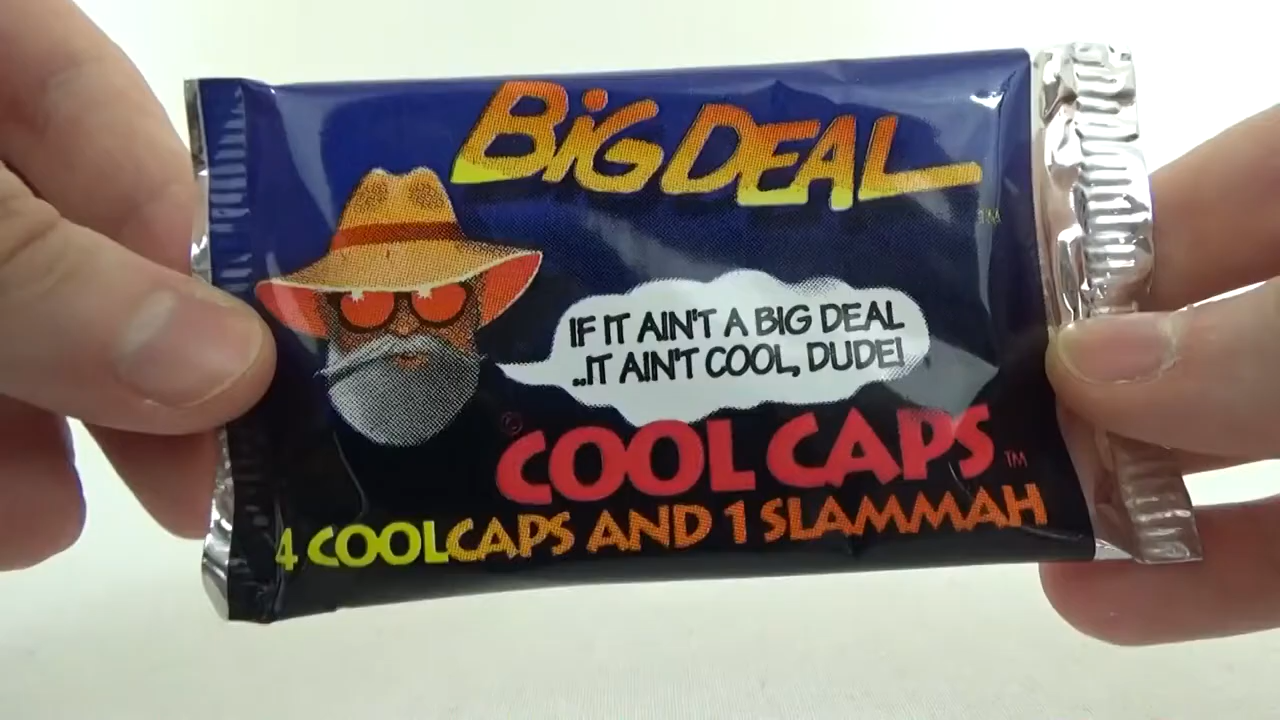 BiG DEAL
TM
IF IT AIN'T A BIG DEAL
..IT AIN'T COOL, DUDE!
© COOL CAPS TM
4 COOLCAPS AND 1 SLAMMAH